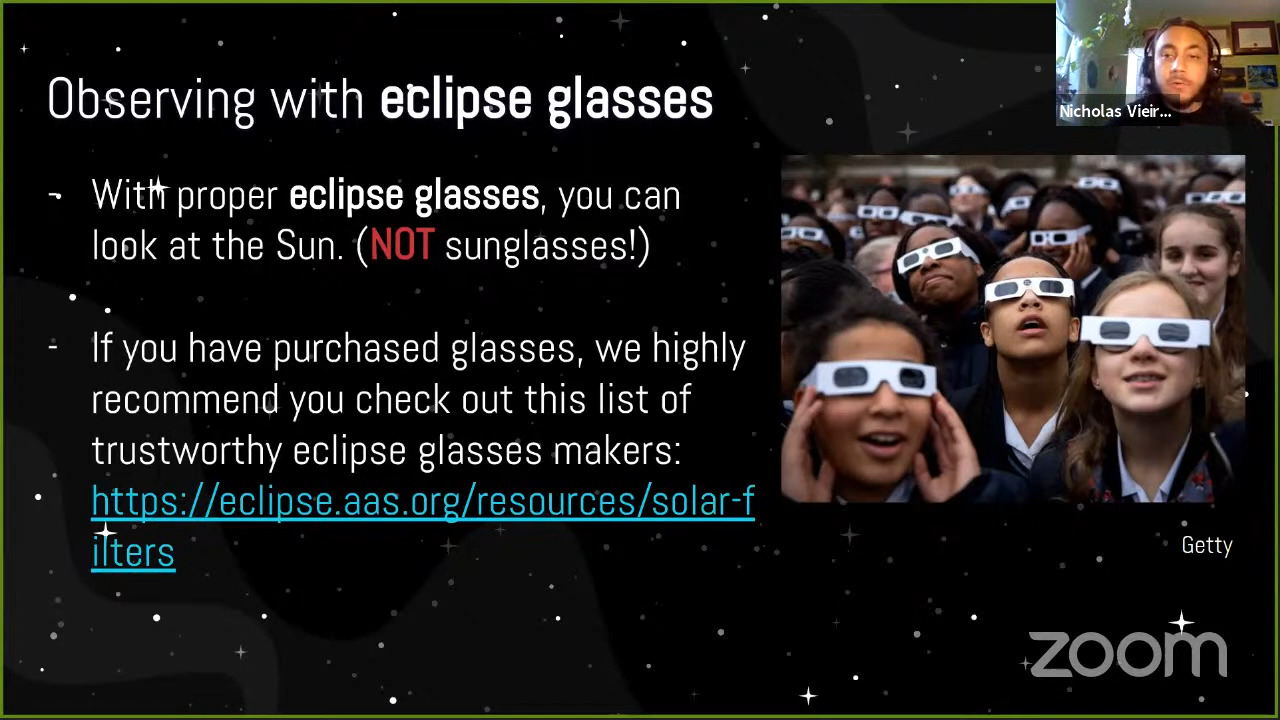 Observing with eclipse glasses
Nicholas Vieir...
- With proper eclipse glasses, you can
look at the Sun. (NOT sunglasses!)
- If you have purchased glasses, we highly
recommend you check out this list of
trustworthy eclipse glasses makers:
https://eclipse.aas.org/resources/solar-f
ilters
Getty
zoom